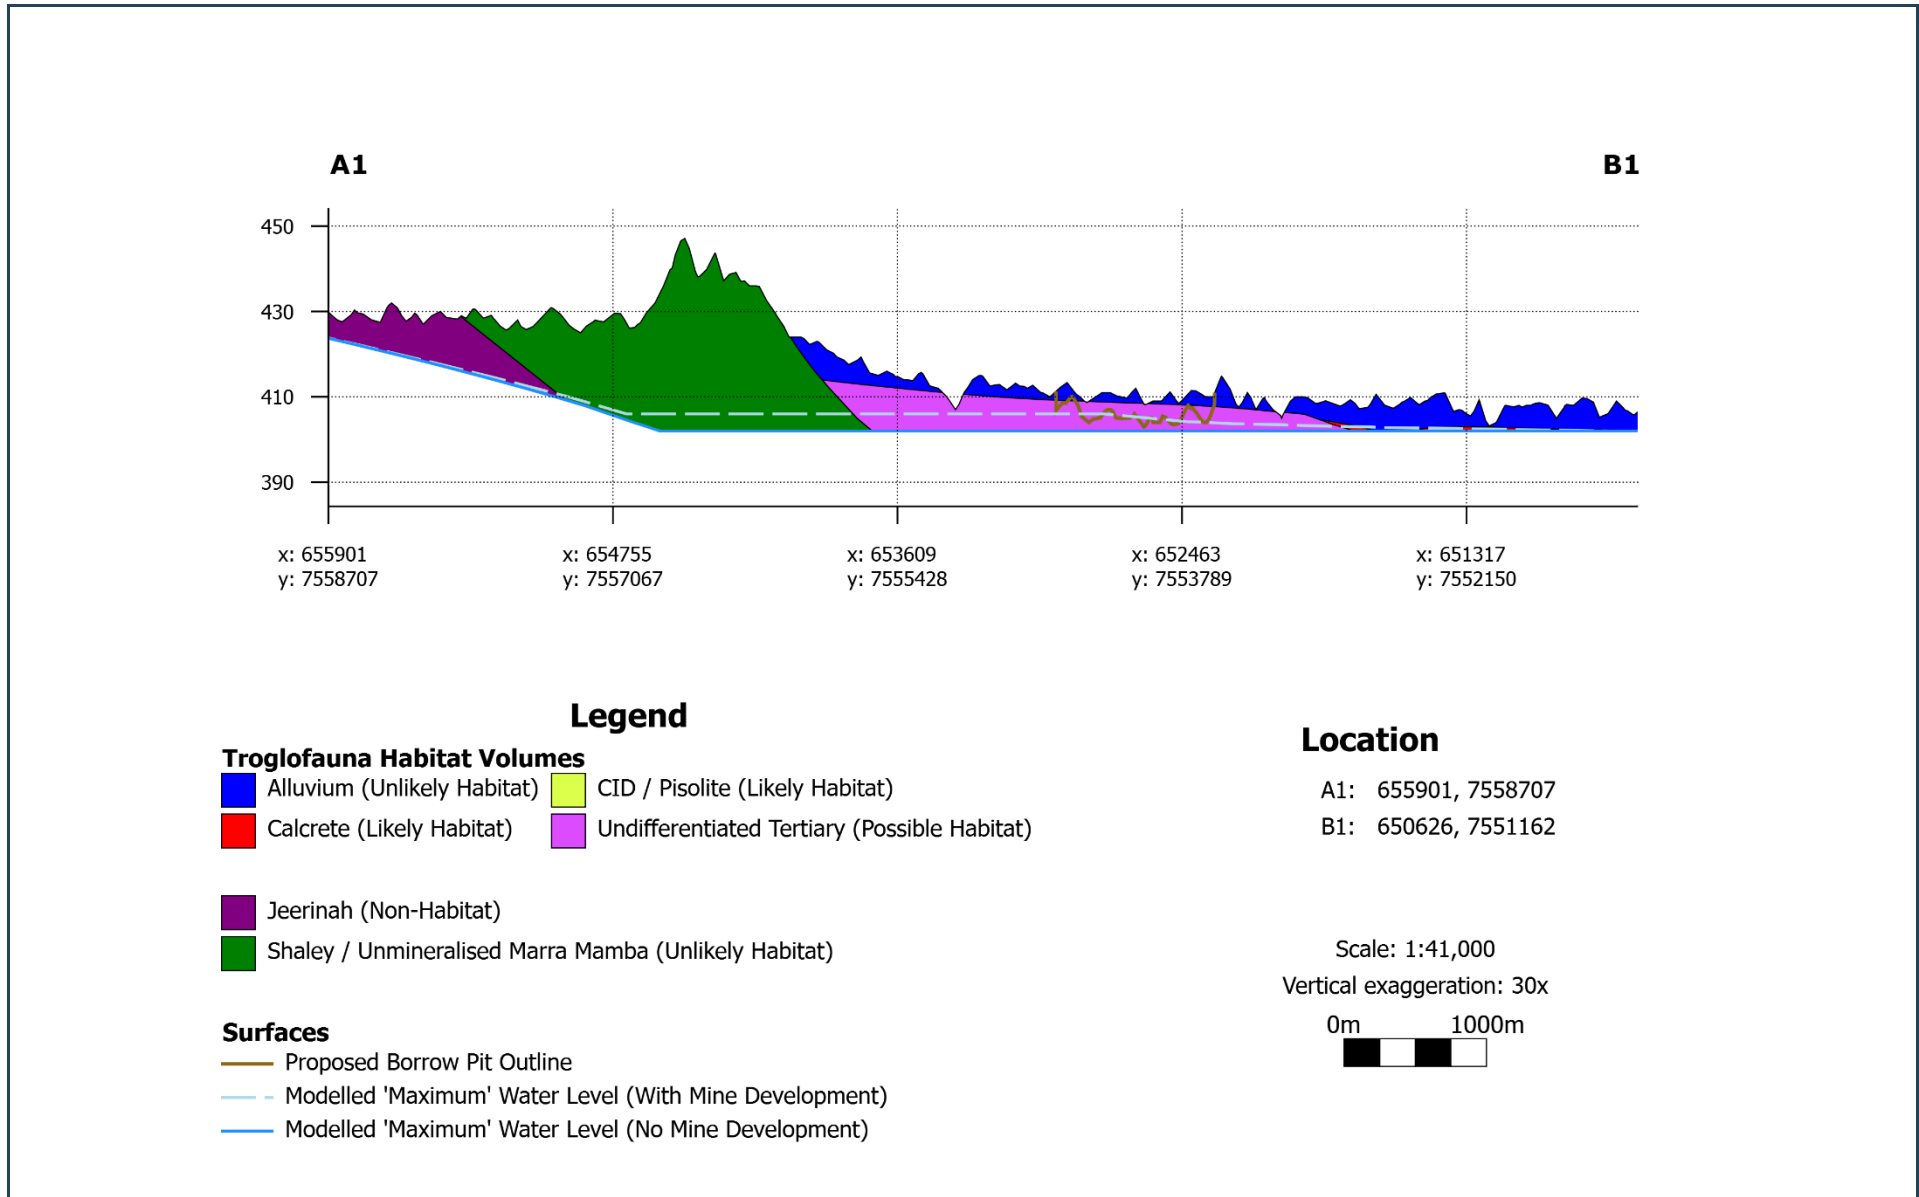 A1 B1
450
430
410
390
x: 655901 x: 654755 x: 653609 x: 652463 x: 651317
y: 7558707 y: 7557067 y: 7555428 y: 7553789 y: 7552150
Legend
Troglofauna Habitat Volumes
Alluvium (Unlikely Habitat) CID / Pisolite (Likely Habitat)
Calcrete (Likely Habitat) Undifferentiated Tertiary (Possible Habitat)
Jeerinah (Non-Habitat)
Shaley / Unmineralised Marra Mamba (Unlikely Habitat)
Surfaces
Proposed Borrow Pit Outline
Modelled 'Maximum' Water Level (With Mine Development)
Modelled 'Maximum' Water Level (No Mine Development)
Location
A1: 655901, 7558707
B1: 650626, 7551162
Scale: 1:41,000
Vertical exaggeration: 30x
0m 1000m